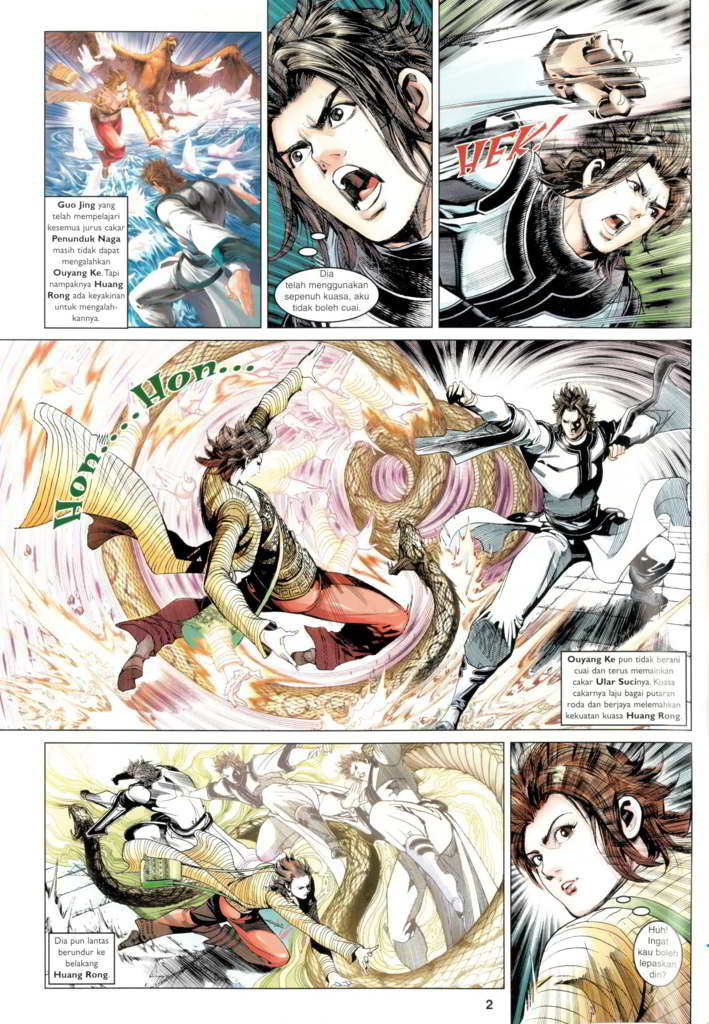 Guo Jing yang
telah mempelajari
kesemua jurus cakar
Penunduk Naga
masih tidak dapat
mengalahkan
Ouyang Ke. Tapi
nampaknya Huang
Rong ada keyakinan
untuk mengalah-
kannya.
Dia
telah menggunakan
sepenuh kuasa, aku
tidak boleh cuai.
HEK!
Hon....Hon...
Ouyang Ke pun tidak berani
cuai dan terus memainkan
cakar Ular Sucinya. Kuasa
cakarnya laju bagai putaran
roda dan berjaya melemahkan
kekuatan kuasa Huang Rong.
Dia pun lantas
berundur ke
belakang
Huang Rong.
Huh!
Ingat
kau boleh
lepaskan
diri?
2